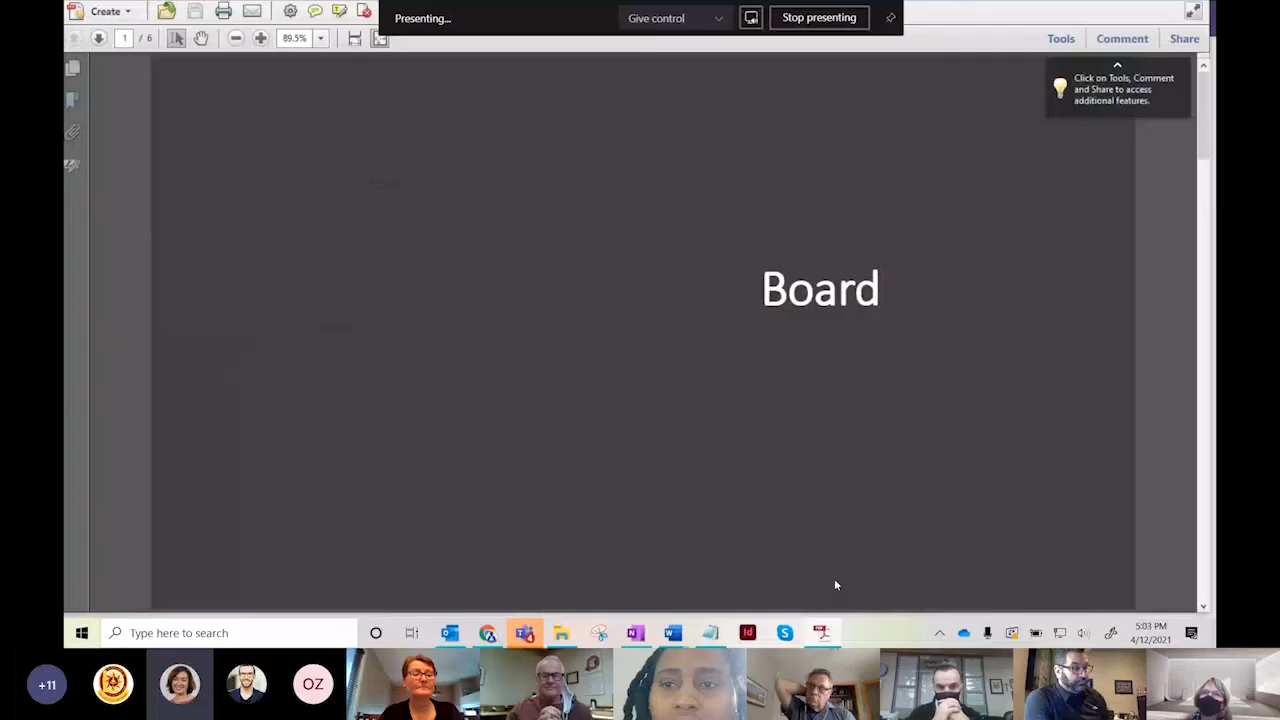 Create
Presenting...
Give control
Stop presenting
1 / 6
89.5%
Tools
Comment
Share
Click on Tools, Comment
and Share to access
additional features.
Board
Type here to search
5:03 PM
4/12/2021
+11
OZ